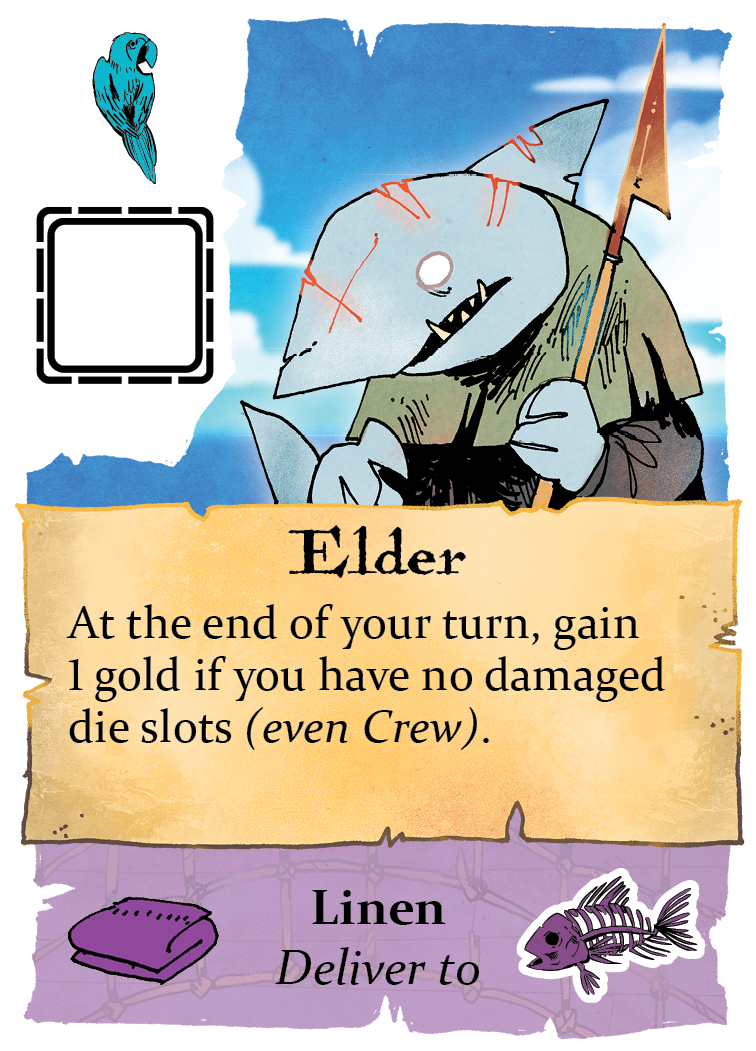 Elder
At the end of your turn, gain
1 gold if you have no damaged
die slots (even Crew).
Linen
Deliver to